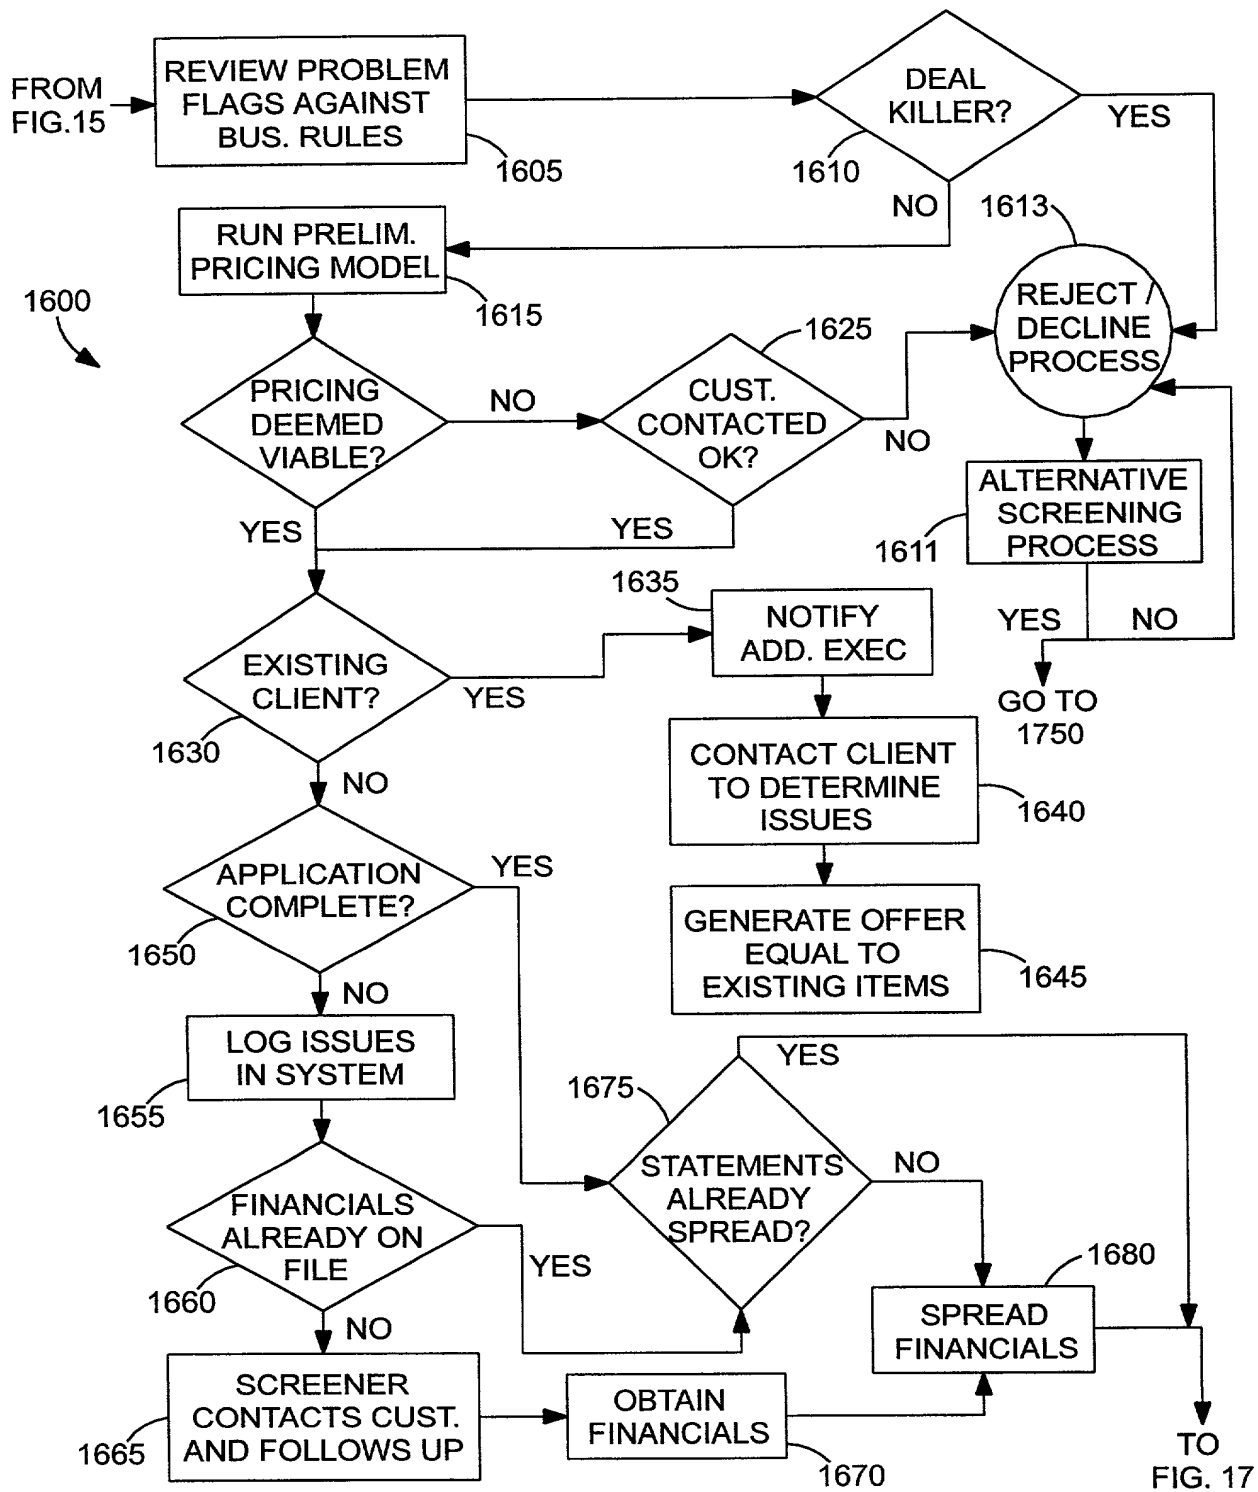 FROM
FIG.15
REVIEW PROBLEM
FLAGS AGAINST
BUS. RULES
1605
DEAL
KILLER?
1610
YES
NO
1613
RUN PRELIM.
PRICING MODEL
1615
1600
REJECT /
DECLINE
PROCESS
1625
PRICING
DEEMED
VIABLE?
NO
CUST.
CONTACTED
OK?
NO
YES
YES
ALTERNATIVE
SCREENING
PROCESS
1611
YES
NO
GO TO
1750
1635
NOTIFY
ADD. EXEC
EXISTING
CLIENT?
YES
1630
NO
CONTACT CLIENT
TO DETERMINE
ISSUES
1640
APPLICATION
COMPLETE?
YES
1650
NO
GENERATE OFFER
EQUAL TO
EXISTING ITEMS
1645
LOG ISSUES
IN SYSTEM
1655
YES
1675
STATEMENTS
ALREADY
SPREAD?
NO
FINANCIALS
ALREADY ON
FILE
YES
1660
NO
1680
SPREAD
FINANCIALS
SCREENER
CONTACTS CUST.
AND FOLLOWS UP
1665
OBTAIN
FINANCIALS
1670
TO
FIG. 17